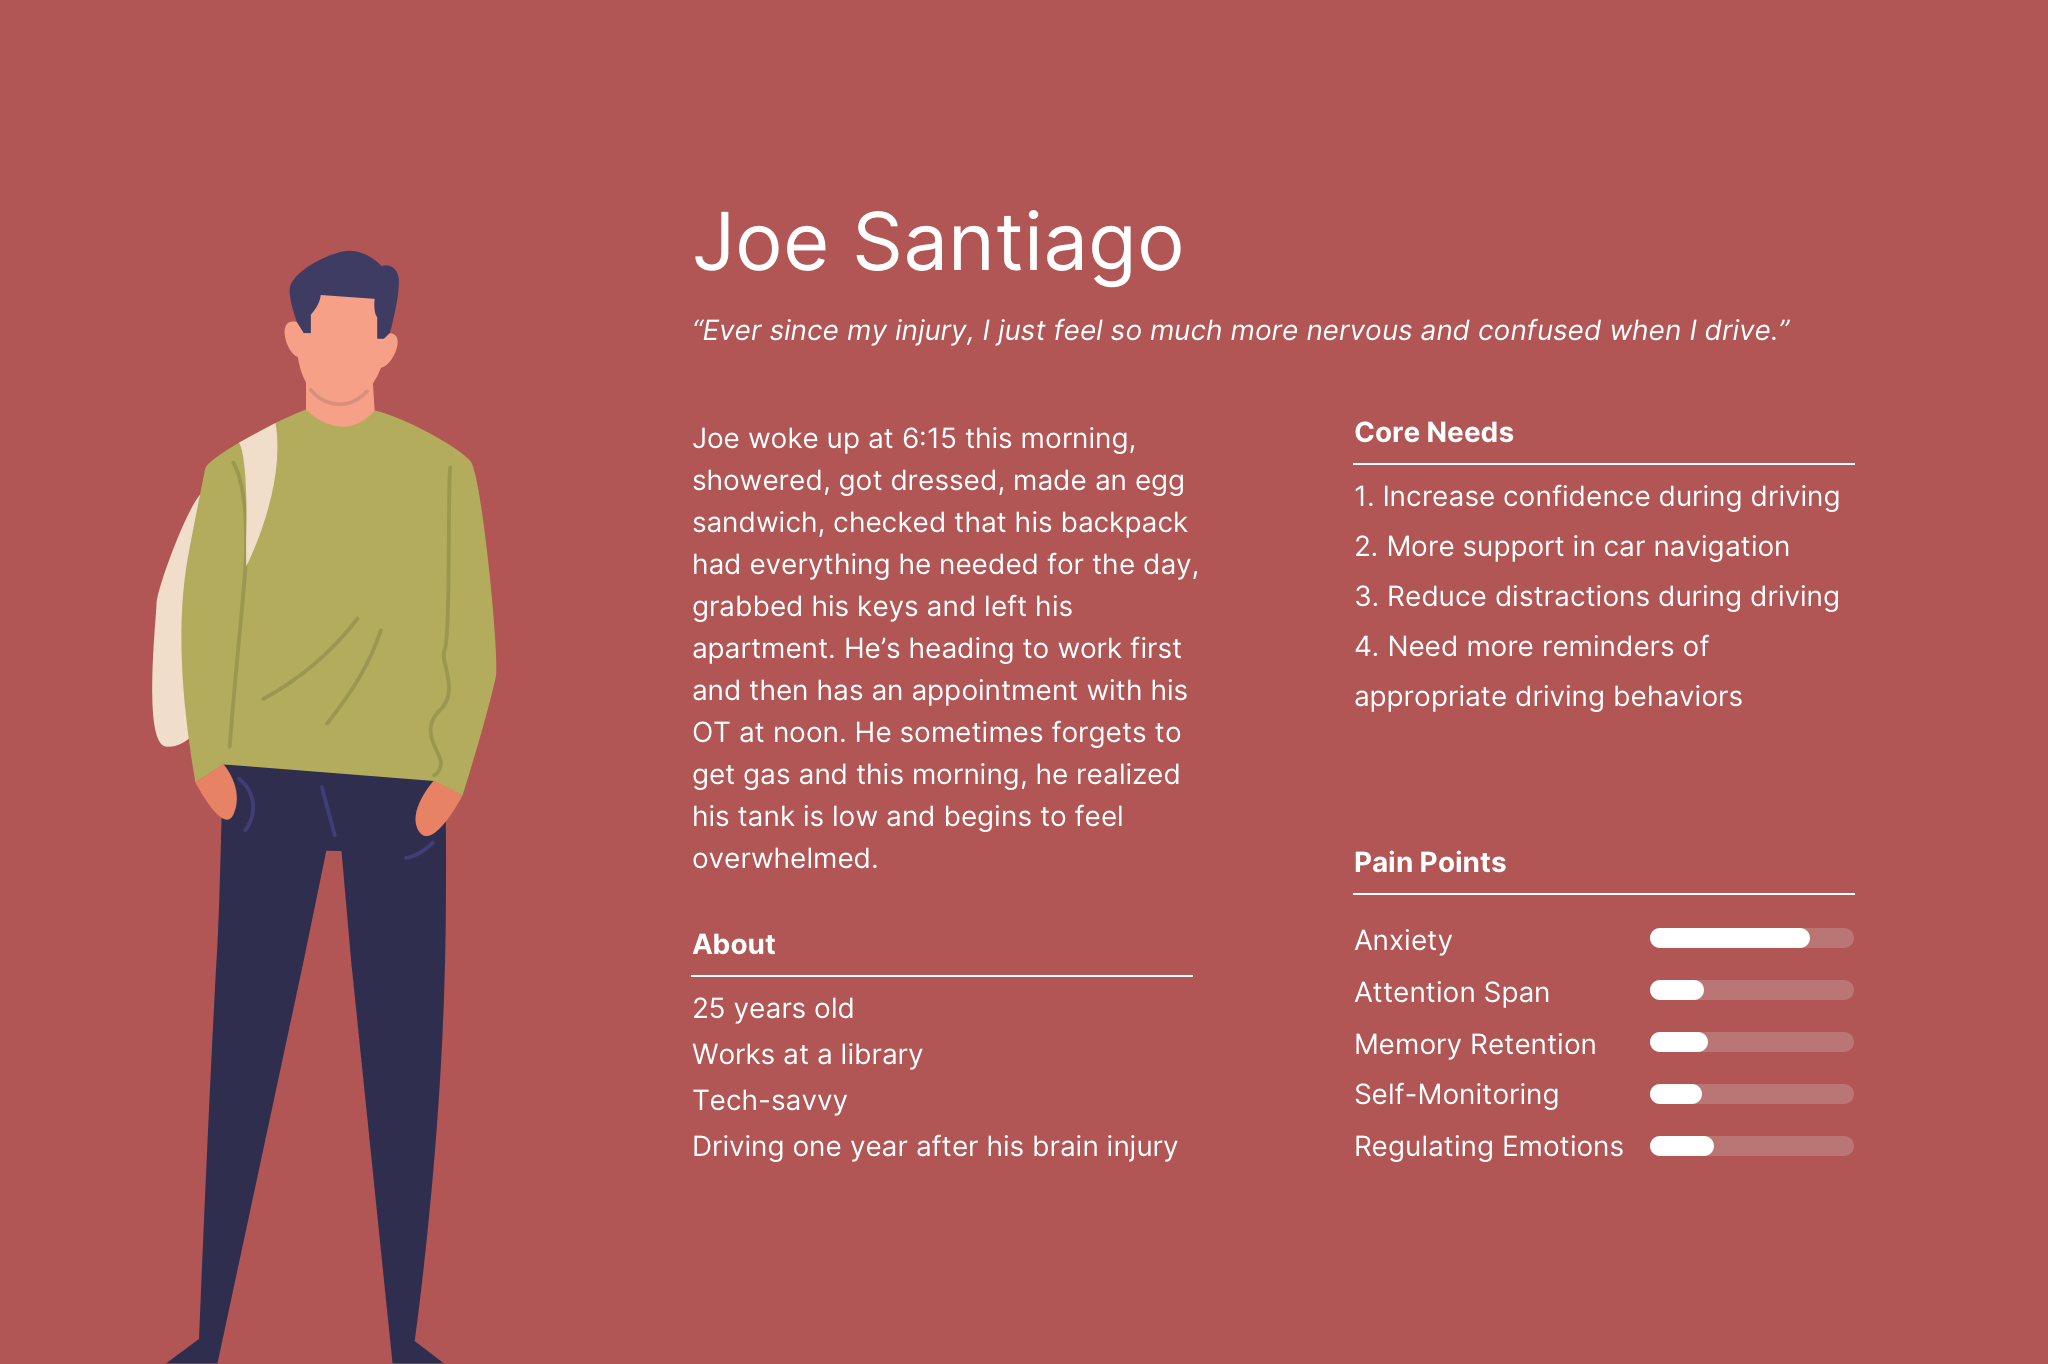 Joe Santiago
“Ever since my injury, I just feel so much more nervous and confused when I drive.”
Joe woke up at 6:15 this morning,
showered, got dressed, made an egg
sandwich, checked that his backpack
had everything he needed for the day,
grabbed his keys and left his
apartment. He’s heading to work first
and then has an appointment with his
OT at noon. He sometimes forgets to
get gas and this morning, he realized
his tank is low and begins to feel
overwhelmed.
About
25 years old
Works at a library
Tech-savvy
Driving one year after his brain injury
Core Needs
1. Increase confidence during driving
2. More support in car navigation
3. Reduce distractions during driving
4. Need more reminders of
appropriate driving behaviors
Pain Points
Anxiety
Attention Span
Memory Retention
Self-Monitoring
Regulating Emotions